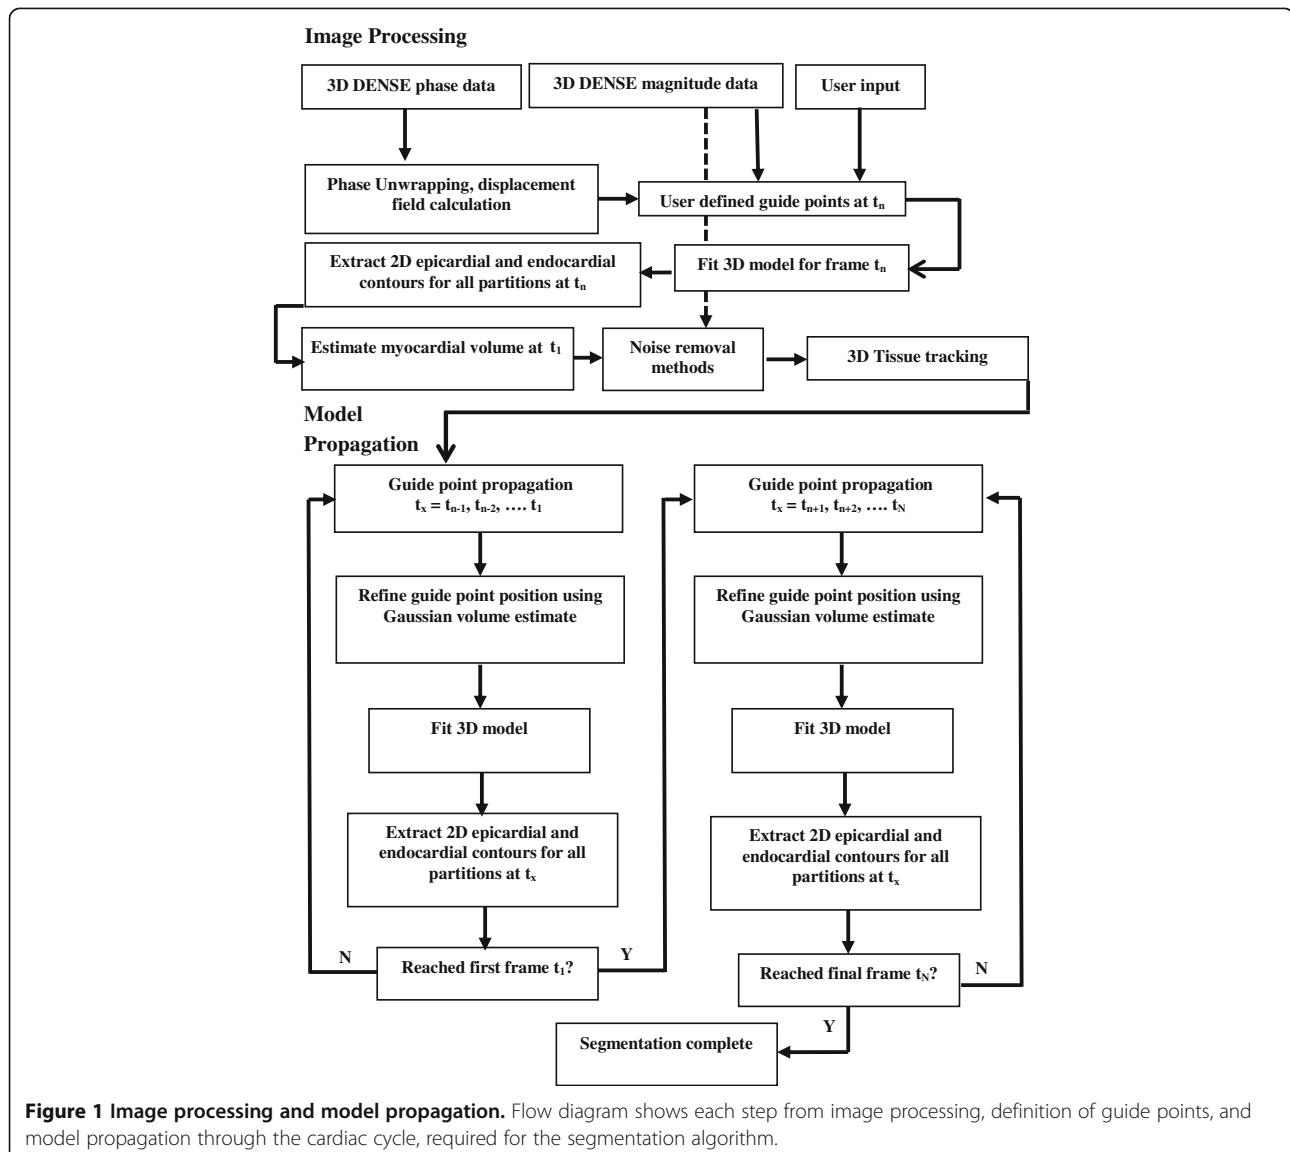 Image Processing
3D DENSE phase data
3D DENSE magnitude data
User input
Phase Unwrapping, displacement
field calculation
User defined guide points at tn
Extract 2D epicardial and endocardial
contours for all partitions at tn
Fit 3D model for frame tn
Estimate myocardial volume at t1
Noise removal
methods
3D Tissue tracking
Model
Propagation
Guide point propagation
tx = tn-1, tn-2, …. t1
Refine guide point position using
Gaussian volume estimate
Fit 3D model
Extract 2D epicardial and
endocardial contours for all
partitions at tx
N
Reached first frame t1?
Y
Guide point propagation
tx = tn+1, tn+2, …. tN
Refine guide point position using
Gaussian volume estimate
Fit 3D model
Extract 2D epicardial and
endocardial contours for all
partitions at tx
Reached final frame tN?
N
Y
Segmentation complete
Figure 1 Image processing and model propagation. Flow diagram shows each step from image processing, definition of guide points, and
model propagation through the cardiac cycle, required for the segmentation algorithm.